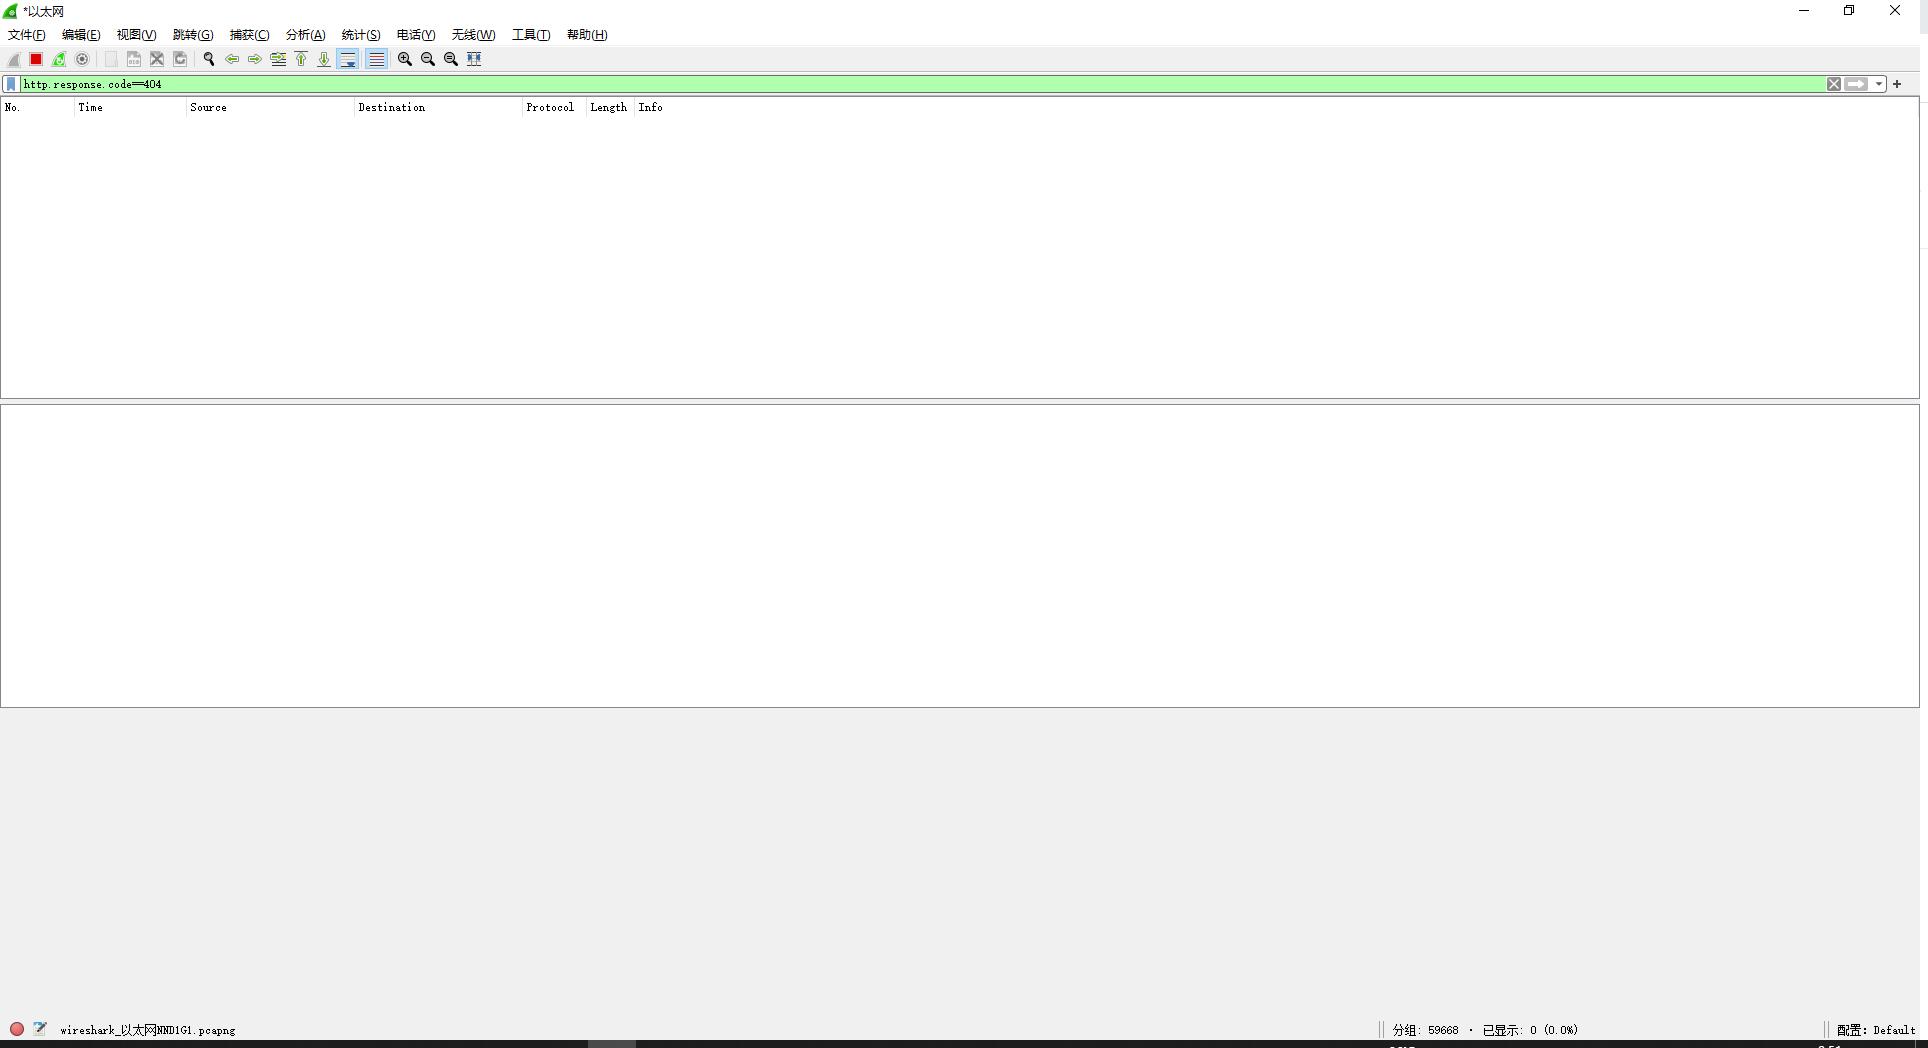 *以太网
文件(F) 编辑(E) 视图(V) 跳转(G) 捕获(C) 分析(A) 统计(S) 电话(Y) 无线(W) 工具(T) 帮助(H)
http.response.code==404
No. Time Source Destination Protocol Length Info
wireshark_以太网NND1G1.pcapng 分组: 59668 · 已显示: 0 (0.0%) 配置: Default